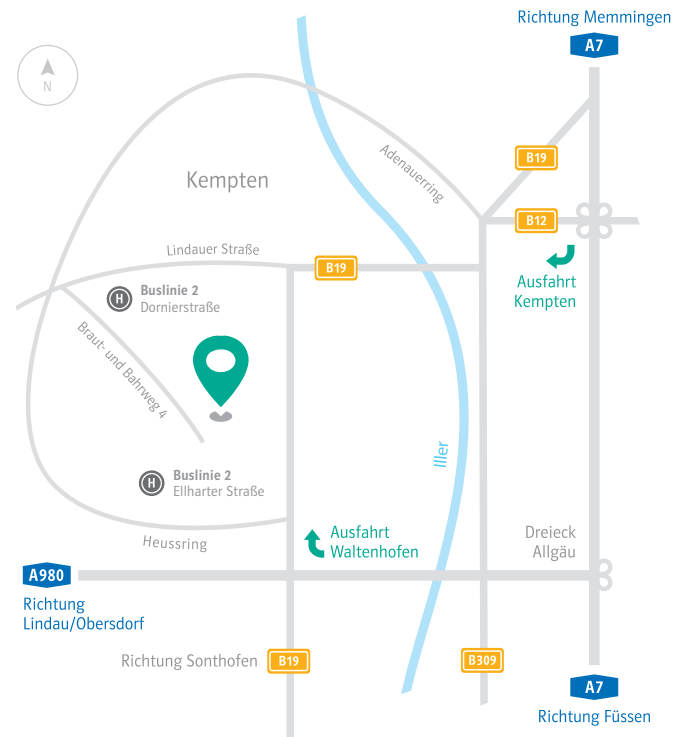 Richtung Memmingen
A7
N
B19
Adenauerring
Kempten
B12
Lindauer Straße
B19
Ausfahrt
Kempten
Buslinie 2
Dornierstraße
Braut- und Bahrweg 4
Iller
Buslinie 2
Ellharter Straße
H
H
Heussring
Ausfahrt
Waltenhofen
Dreieck
Allgäu
A980
Richtung
Lindau/Obersdorf
Richtung Sonthofen
B19
B309
A7
Richtung Füssen